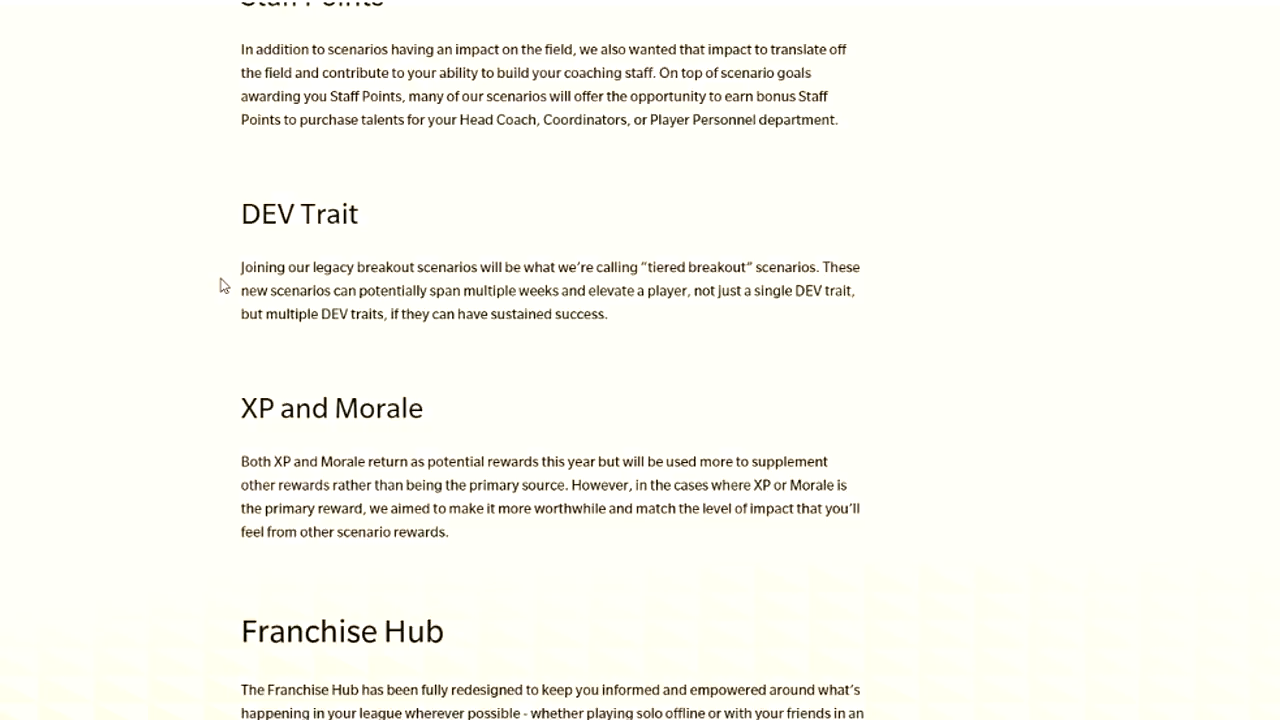 Staff Points
In addition to scenarios having an impact on the field, we also wanted that impact to translate off
the field and contribute to your ability to build your coaching staff. On top of scenario goals
awarding you Staff Points, many of our scenarios will offer the opportunity to earn bonus Staff
Points to purchase talents for your Head Coach, Coordinators, or Player Personnel department.
DEV Trait
Joining our legacy breakout scenarios will be what we’re calling “tiered breakout” scenarios. These
new scenarios can potentially span multiple weeks and elevate a player, not just a single DEV trait,
but multiple DEV traits, if they can have sustained success.
XP and Morale
Both XP and Morale return as potential rewards this year but will be used more to supplement
other rewards rather than being the primary source. However, in the cases where XP or Morale is
the primary reward, we aimed to make it more worthwhile and match the level of impact that you’ll
feel from other scenario rewards.
Franchise Hub
The Franchise Hub has been fully redesigned to keep you informed and empowered around what’s
happening in your league wherever possible - whether playing solo offline or with your friends in an